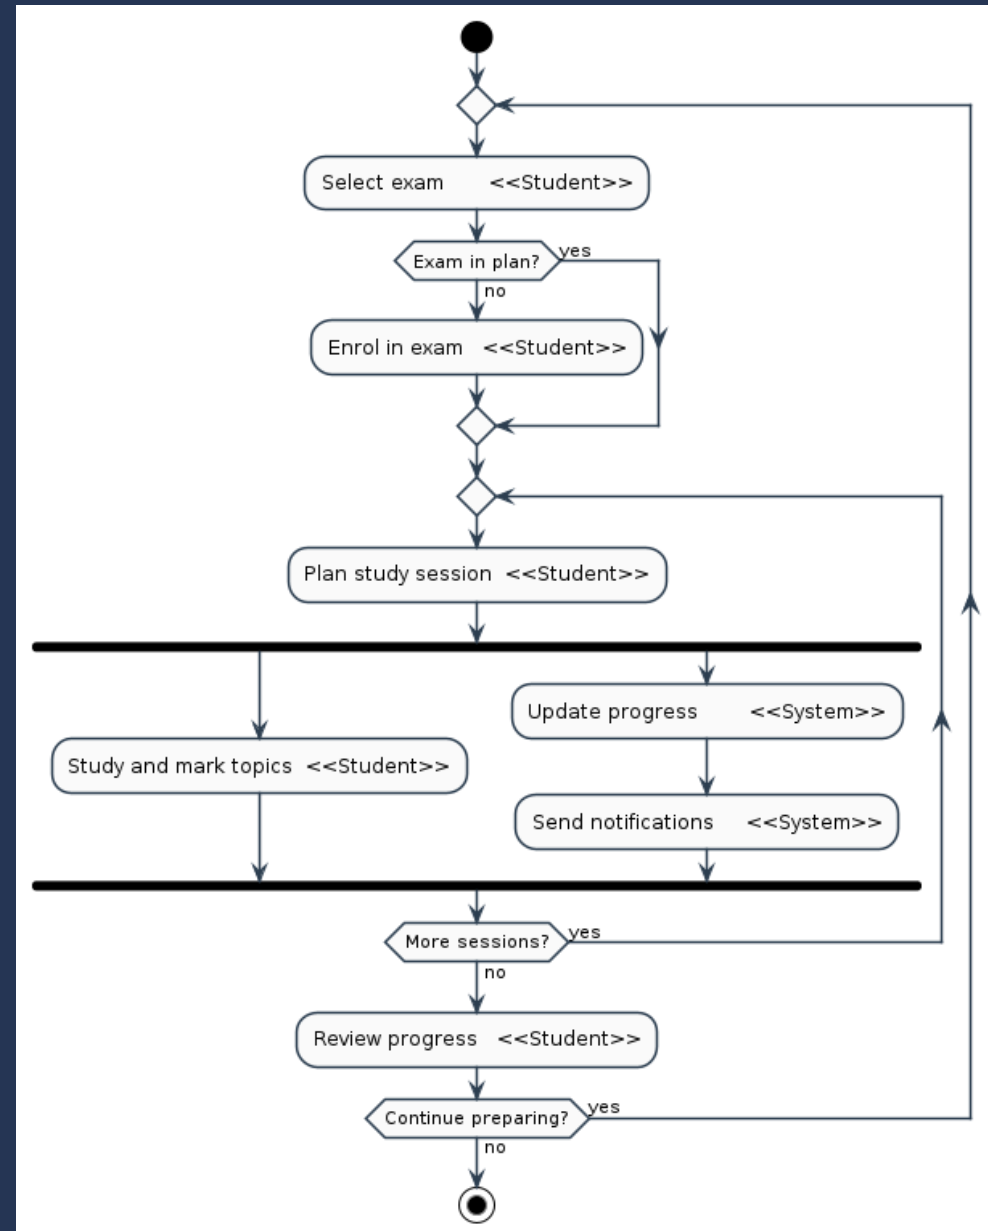 Select exam <<Student>>
Exam in plan?
yes
no
Enrol in exam <<Student>>
Plan study session <<Student>>
Update progress <<System>>
Study and mark topics <<Student>>
Send notifications <<System>>
More sessions?
yes
no
Review progress <<Student>>
Continue preparing?
yes
no